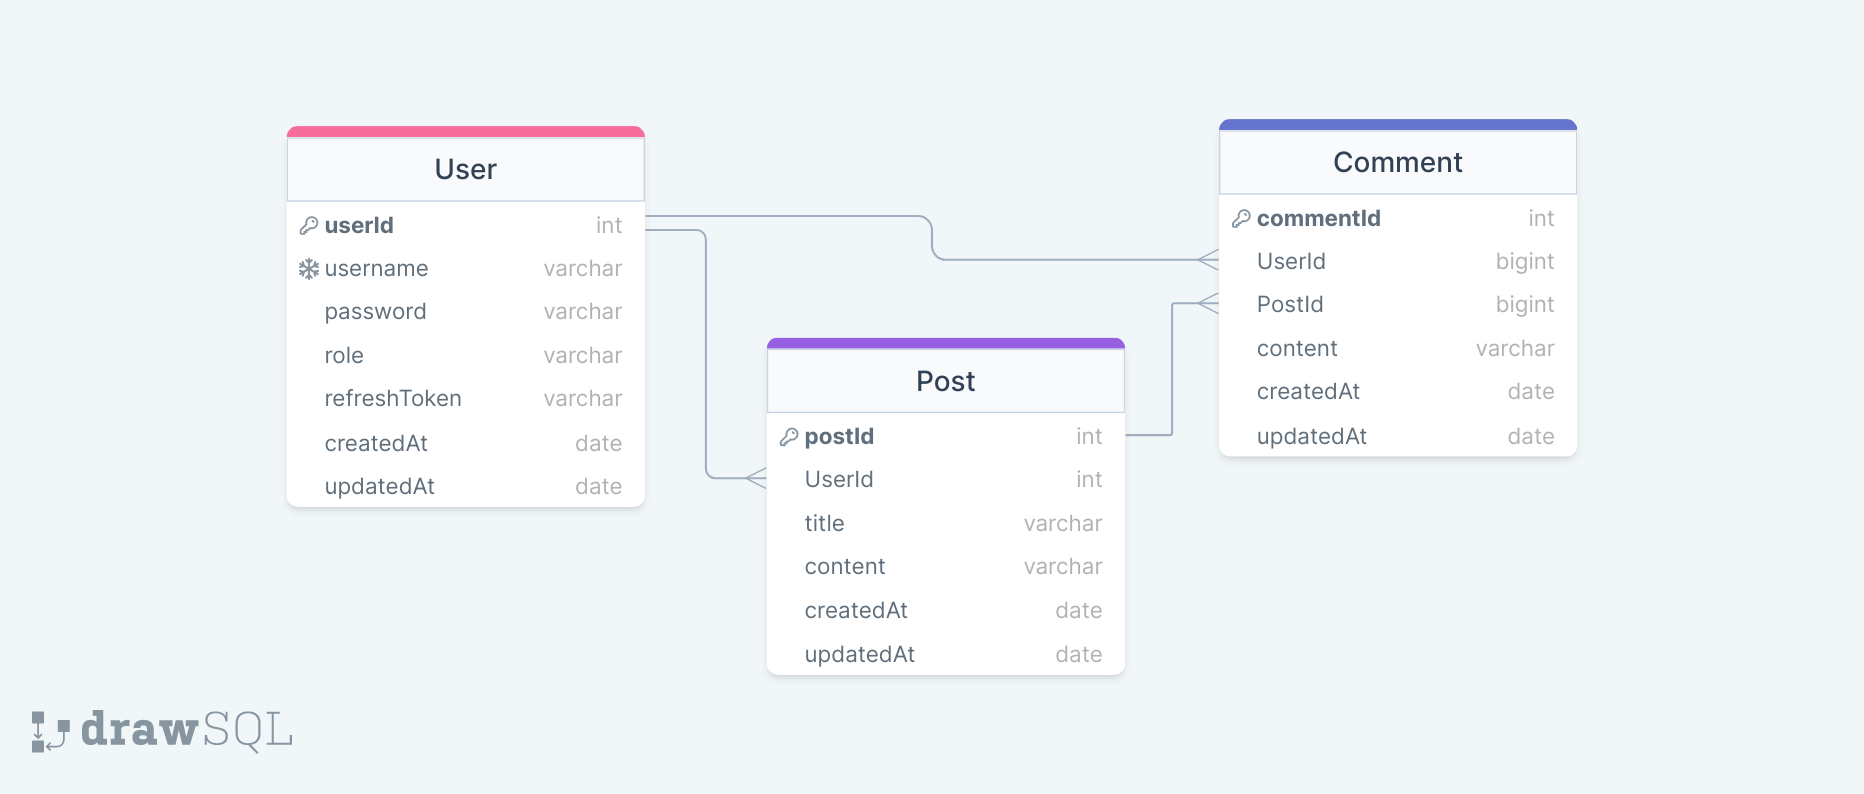 User
userId int
username varchar
password varchar
role varchar
refreshToken varchar
createdAt date
updatedAt date
Post
postId int
UserId int
title varchar
content varchar
createdAt date
updatedAt date
Comment
commentId int
UserId bigint
PostId bigint
content varchar
createdAt date
updatedAt date
drawSQL